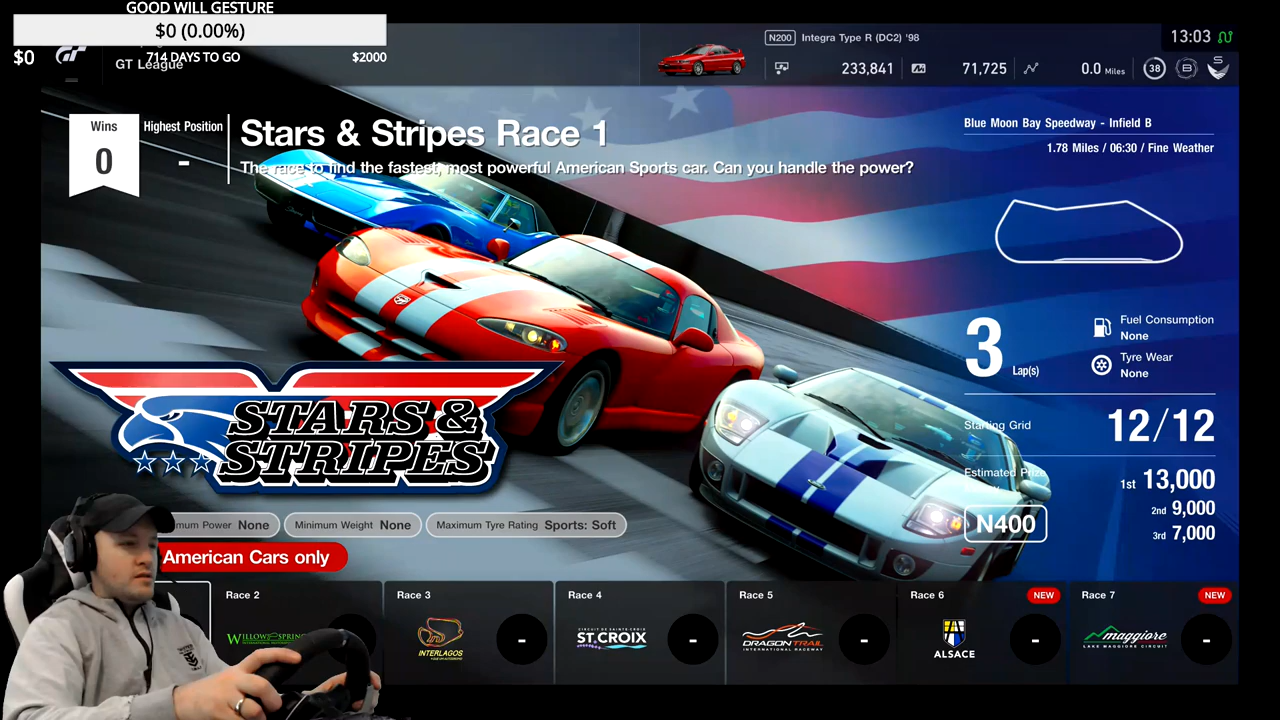 GOOD WILL GESTURE
$0 (0.00%)
$0
714 DAYS TO GO
$2000
GT League
N200
Integra Type R (DC2) '98
13:03
233,841
71,725
0.0 Miles
38
B
S
Wins
0
Highest Position
-
Stars & Stripes Race 1
The race to find the fastest, most powerful American Sports car. Can you handle the power?
Blue Moon Bay Speedway - Infield B
1.78 Miles / 06:30 / Fine Weather
3 Lap(s)
Fuel Consumption
None
Tyre Wear
None
Starting Grid
12/12
Estimated Prize
1st 13,000
2nd 9,000
3rd 7,000
N400
STARS &
STRIPES
Power None
Minimum Weight None
Maximum Tyre Rating Sports: Soft
American Cars only
Race 2
Race 3
INTERLAGOS
-
Race 4
CIRCUIT DE SAINTE-CROIX
ST.CROIX
-
Race 5
DRAGON TRAIL
INTERNATIONAL RACEWAY
-
Race 6
NEW
ALSACE
-
Race 7
NEW
maggiore
LAKE MAGGIORE CIRCUIT
-